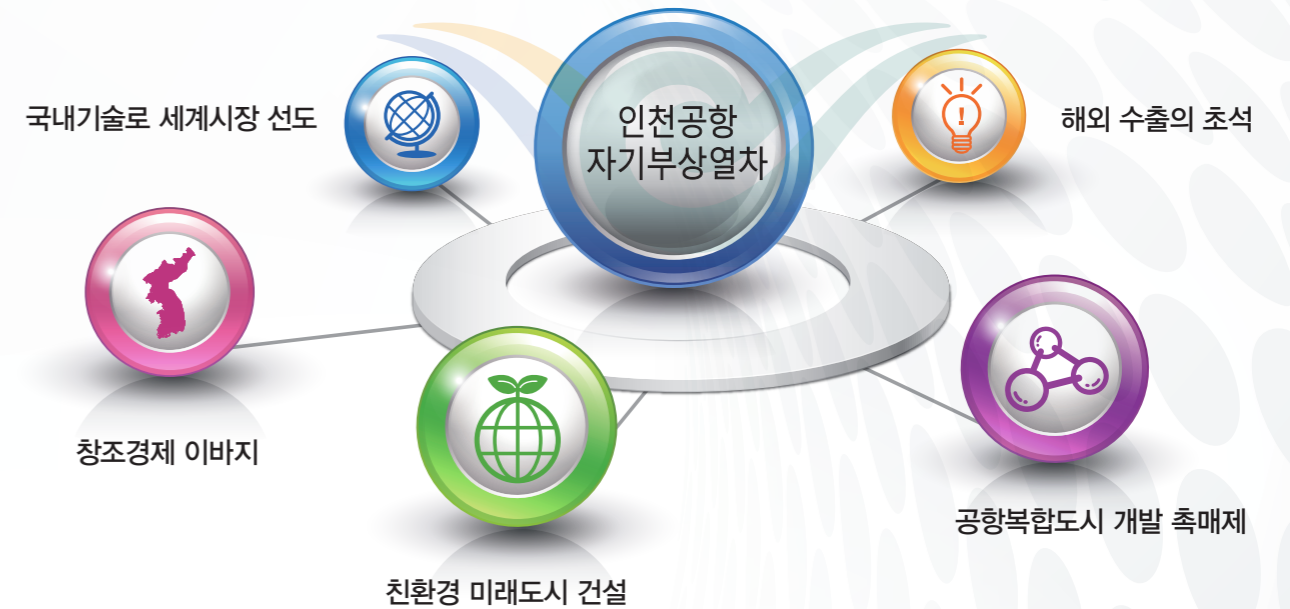 국내기술로 세계시장 선도
인천공항
자기부상열차
해외 수출의 초석
창조경제 이바지
공항복합도시 개발 촉매제
친환경 미래도시 건설